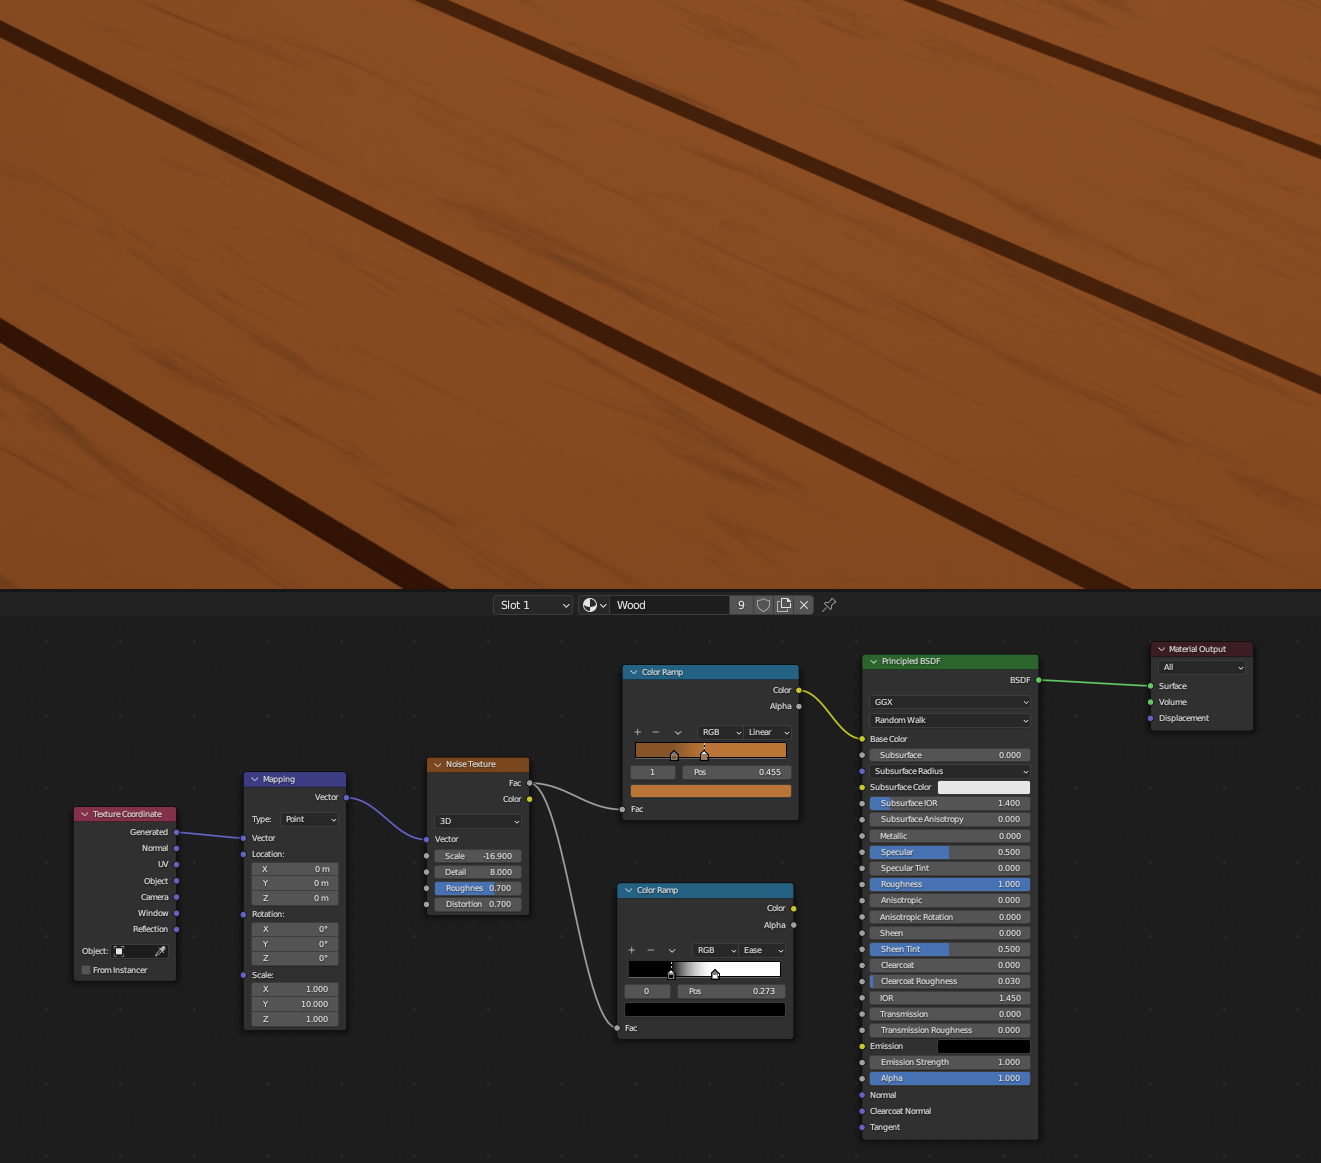 Slot 1
Wood
9
Texture Coordinate
Generated
Normal
UV
Object
Camera
Window
Reflection
Object:
From Instancer
Mapping
Vector
Type: Point
Vector
Location:
X 0 m
Y 0 m
Z 0 m
Rotation:
X 0°
Y 0°
Z 0°
Scale:
X 1.000
Y 10.000
Z 1.000
Noise Texture
Fac
Color
3D
Vector
Scale -16.900
Detail 8.000
Roughnes 0.700
Distortion 0.700
Color Ramp
Color
Alpha
+ − RGB Linear
1 Pos 0.455
Fac
Color Ramp
Color
Alpha
+ − RGB Ease
0 Pos 0.273
Fac
Principled BSDF
BSDF
GGX
Random Walk
Base Color
Subsurface 0.000
Subsurface Radius
Subsurface Color
Subsurface IOR 1.400
Subsurface Anisotropy 0.000
Metallic 0.000
Specular 0.500
Specular Tint 0.000
Roughness 1.000
Anisotropic 0.000
Anisotropic Rotation 0.000
Sheen 0.000
Sheen Tint 0.500
Clearcoat 0.000
Clearcoat Roughness 0.030
IOR 1.450
Transmission 0.000
Transmission Roughness 0.000
Emission
Emission Strength 1.000
Alpha 1.000
Normal
Clearcoat Normal
Tangent
Material Output
All
Surface
Volume
Displacement